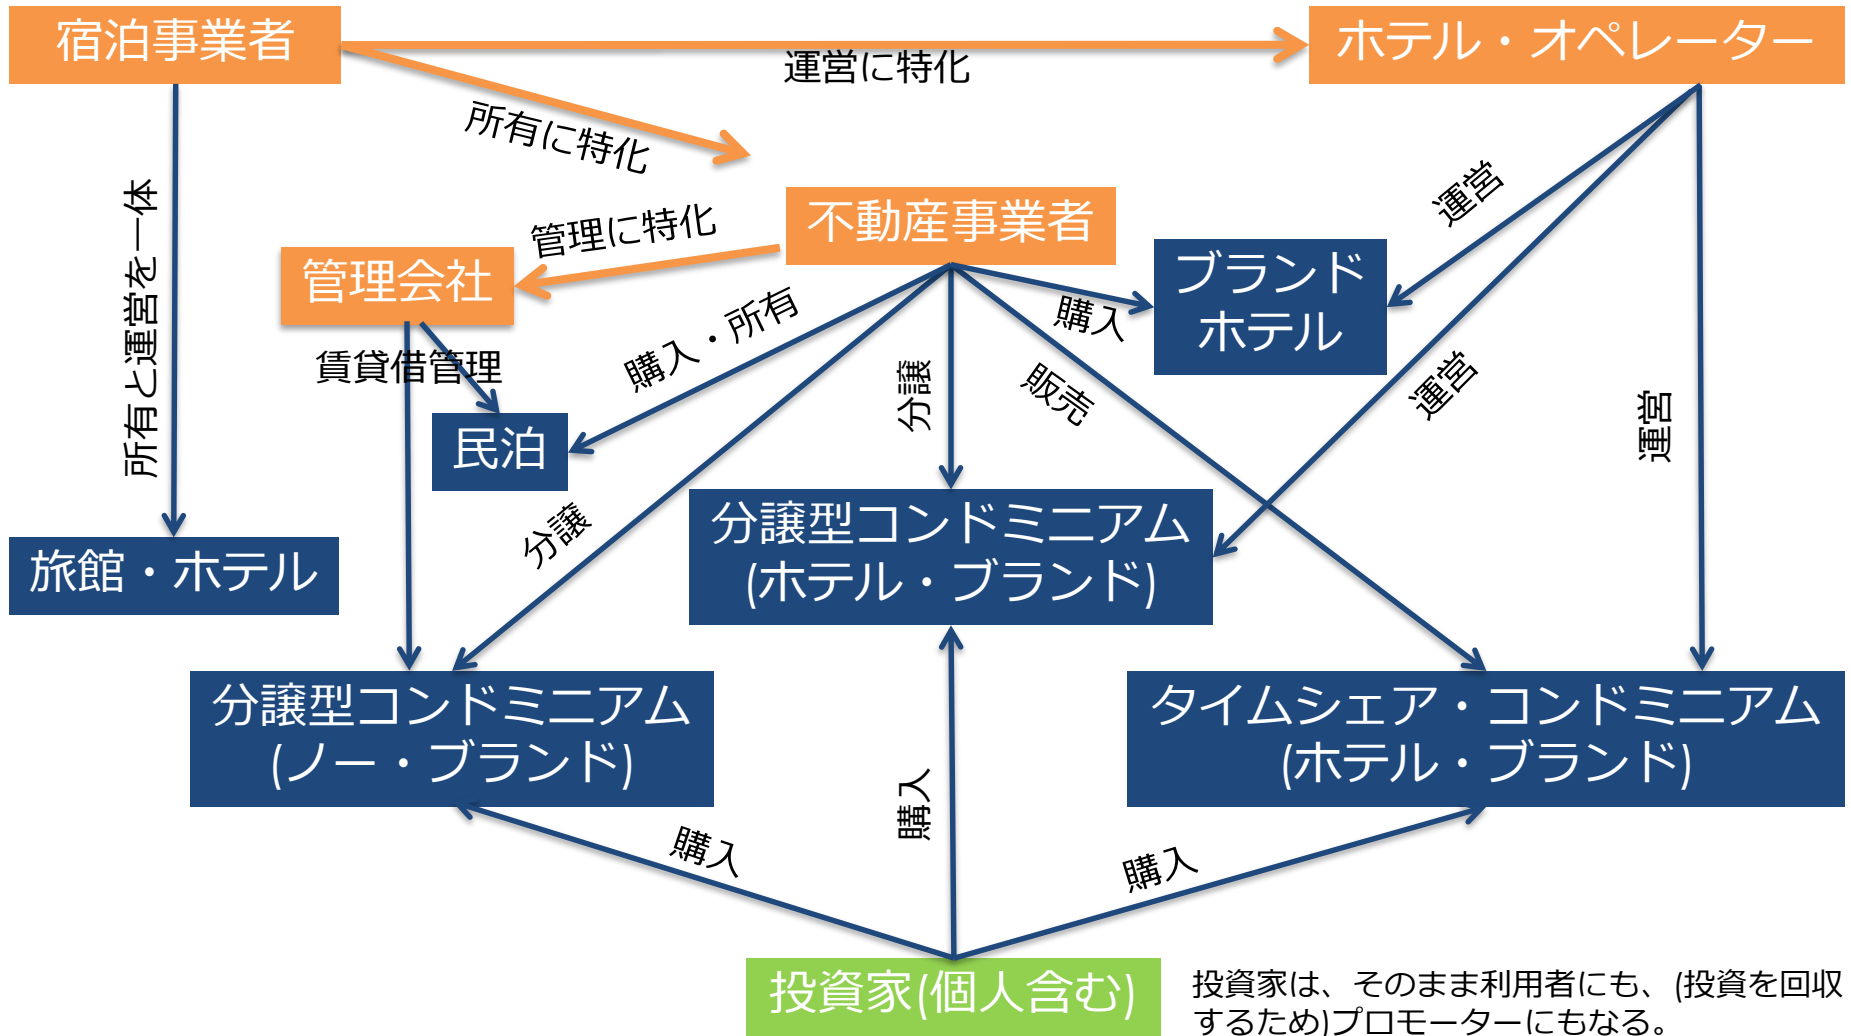 宿泊事業者
ホテル・オペレーター
運営に特化
所有に特化
所有と運営を一体
不動産事業者
管理に特化
管理会社
ブランド
ホテル
運営
購入
購入・所有
賃貸借管理
分譲
販売
運営
運営
民泊
分譲
分譲型コンドミニアム
(ホテル・ブランド)
旅館・ホテル
分譲型コンドミニアム
(ノー・ブランド)
タイムシェア・コンドミニアム
(ホテル・ブランド)
購入
購入
購入
投資家(個人含む)
投資家は、そのまま利用者にも、(投資を回収
するため)プロモーターにもなる。